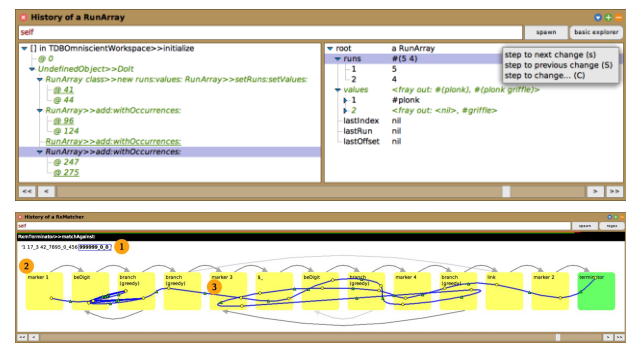 History of a RunArray
self
spawn
basic explorer
[] in TDBOmniscientWorkspace>>initialize
@ 0
UndefinedObject>>DoIt
RunArray class>>new runs:values: RunArray>>setRuns:setValues:
@ 41
@ 44
RunArray>>add:withOccurrences:
@ 96
@ 124
RunArray>>add:withOccurrences:
RunArray>>add:withOccurrences:
@ 247
@ 275
root a RunArray
runs #(5 4)
1 5
2 4
values <fray out: #(plonk), #(plonk griffle)>
1 #plonk
2 <fray out: <nil>, #griffle>
lastIndex nil
lastRun nil
lastOffset nil
step to next change (s)
step to previous change (S)
step to change... (C)
<< < > >>
History of a RxMatcher
self
spawn
regex
RxmTerminator>>matchAgainst:
'1 17_3 42_7895_0_456 999999_0_8
1
2
3
marker 1
beDigit
branch
(greedy)
marker 3
beDigit
branch
(greedy)
marker 4
branch
(greedy)
link
marker 2
terminator
<< < > >>